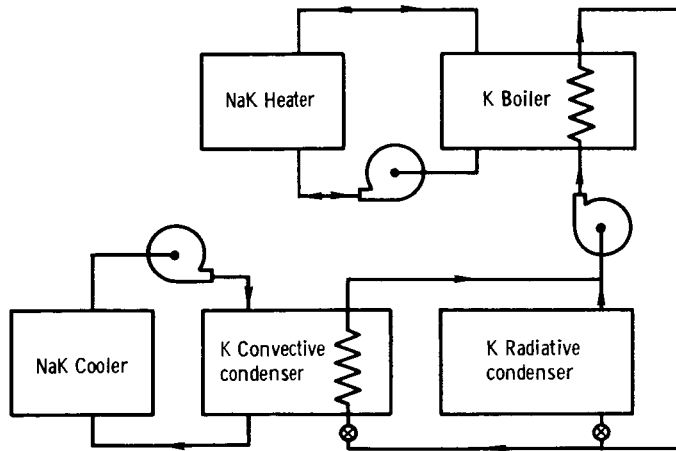 NaK Heater
K Boiler
NaK Cooler
K Convective
condenser
K Radiative
condenser